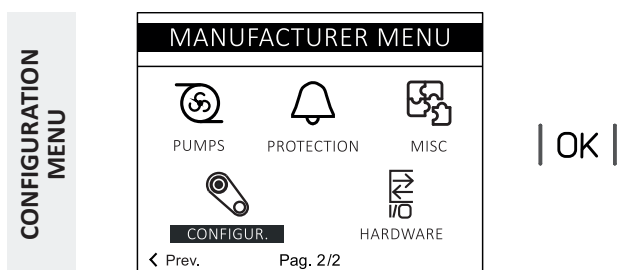 CONFIGURATION
MENU
MANUFACTURER MENU
PUMPS PROTECTION MISC
I/O
CONFIGUR. HARDWARE
< Prev. Pag. 2/2
| OK |